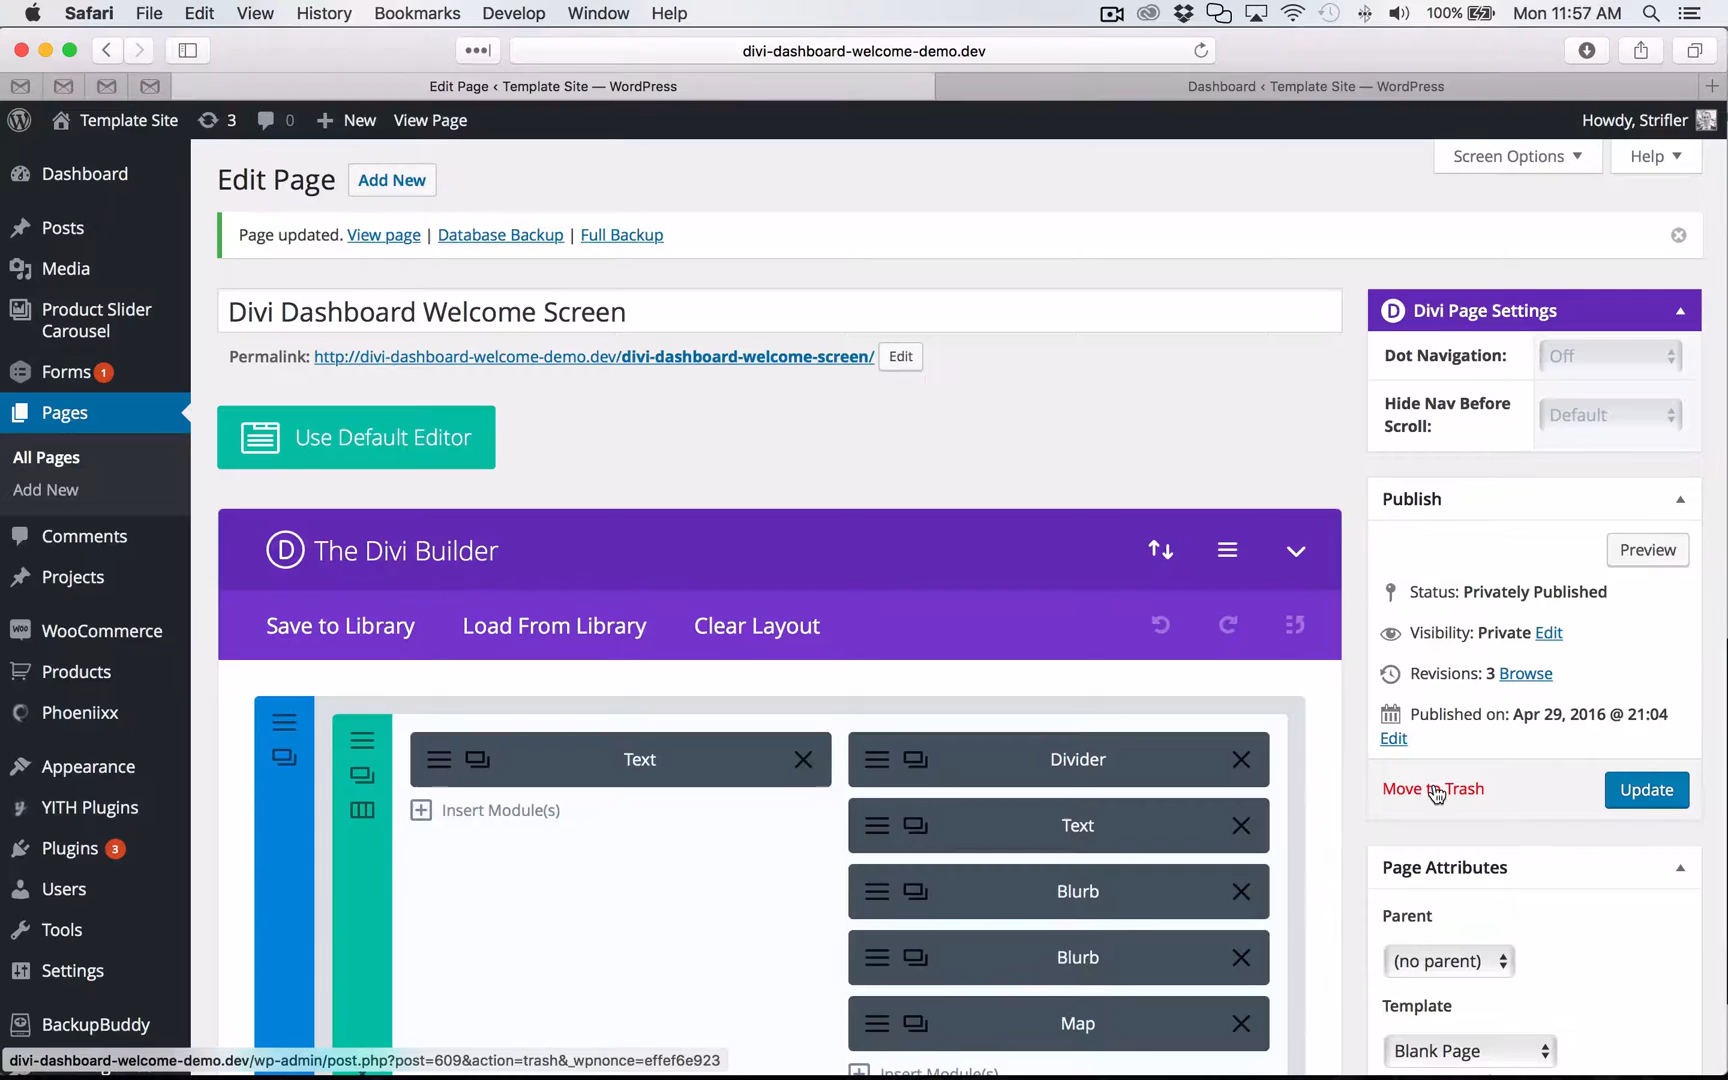 Safari File Edit View History Bookmarks Develop Window Help 100% Mon 11:57 AM
divi-dashboard-welcome-demo.dev
Edit Page ‹ Template Site — WordPress
Dashboard ‹ Template Site — WordPress
Template Site 3 0 New View Page Howdy, Strifler
Screen Options Help
Dashboard
Posts
Media
Product Slider
Carousel
Forms 1
Pages
All Pages
Add New
Comments
Projects
WooCommerce
Products
Phoeniixx
Appearance
YITH Plugins
Plugins 3
Users
Tools
Settings
BackupBuddy
Edit Page Add New
Page updated. View page | Database Backup | Full Backup
Divi Dashboard Welcome Screen
Permalink: http://divi-dashboard-welcome-demo.dev/divi-dashboard-welcome-screen/ Edit
Use Default Editor
D The Divi Builder
Save to Library Load From Library Clear Layout
Text
Insert Module(s)
Divider
Text
Blurb
Blurb
Map
Insert Module(s)
D Divi Page Settings
Dot Navigation: Off
Hide Nav Before
Scroll:
Default
Publish
Preview
Status: Privately Published
Visibility: Private Edit
Revisions: 3 Browse
Published on: Apr 29, 2016 @ 21:04
Edit
Move to Trash Update
Page Attributes
Parent
(no parent)
Template
Blank Page
divi-dashboard-welcome-demo.dev/wp-admin/post.php?post=609&action=trash&_wpnonce=effef6e923